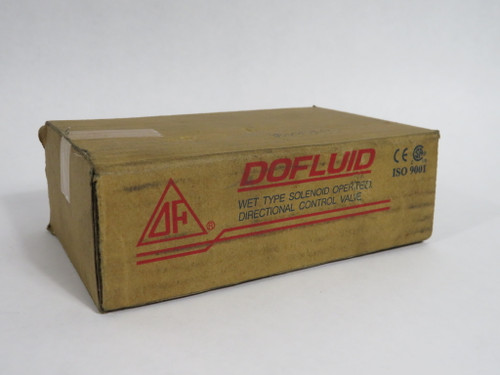 DOFLUID
WET TYPE SOLENOID OPERATED
DIRECTIONAL CONTROL VALVE
DF ®
CE
ISO 9001